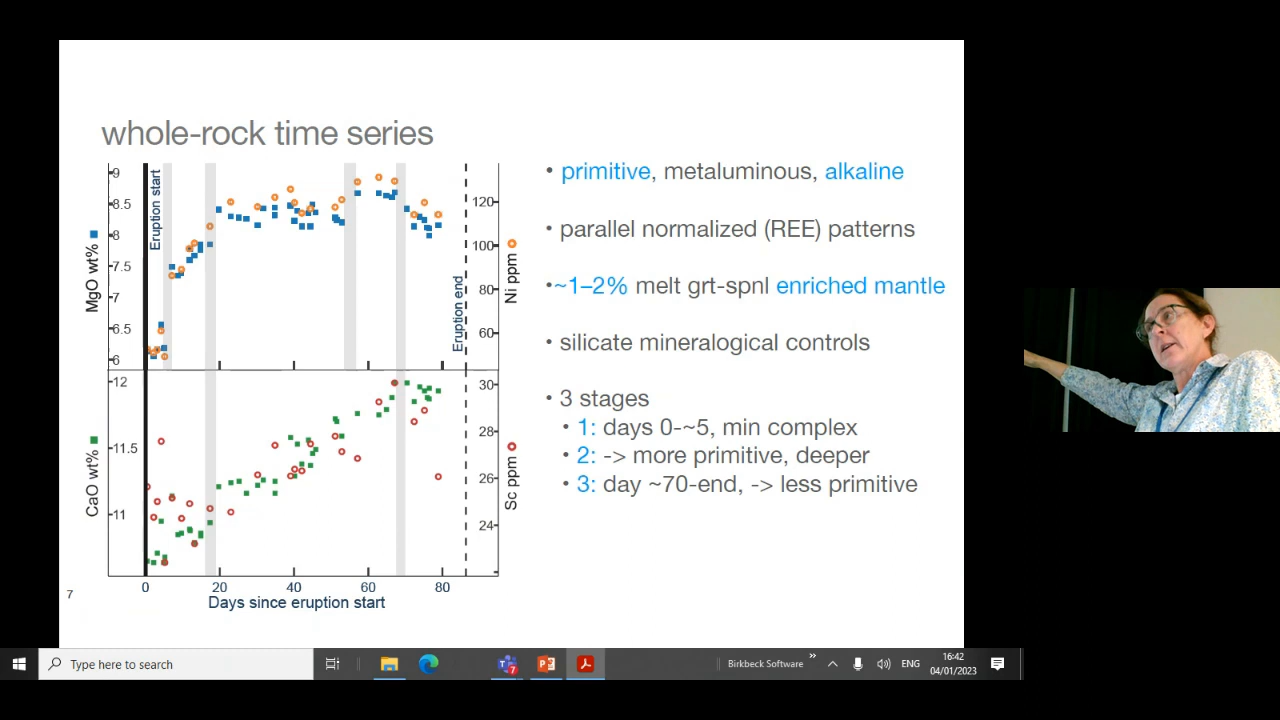 whole-rock time series
Eruption start
Eruption end
MgO wt%
9
8.5
8
7.5
7
6.5
6
Ni ppm
120
100
80
60
CaO wt%
12
11.5
11
Sc ppm
30
28
26
24
0 20 40 60 80
Days since eruption start
• primitive, metaluminous, alkaline
• parallel normalized (REE) patterns
•~1–2% melt grt-spnl enriched mantle
• silicate mineralogical controls
• 3 stages
• 1: days 0-~5, min complex
• 2: -> more primitive, deeper
• 3: day ~70-end, -> less primitive
7
Type here to search
7
Birkbeck Software
ENG
16:42
04/01/2023